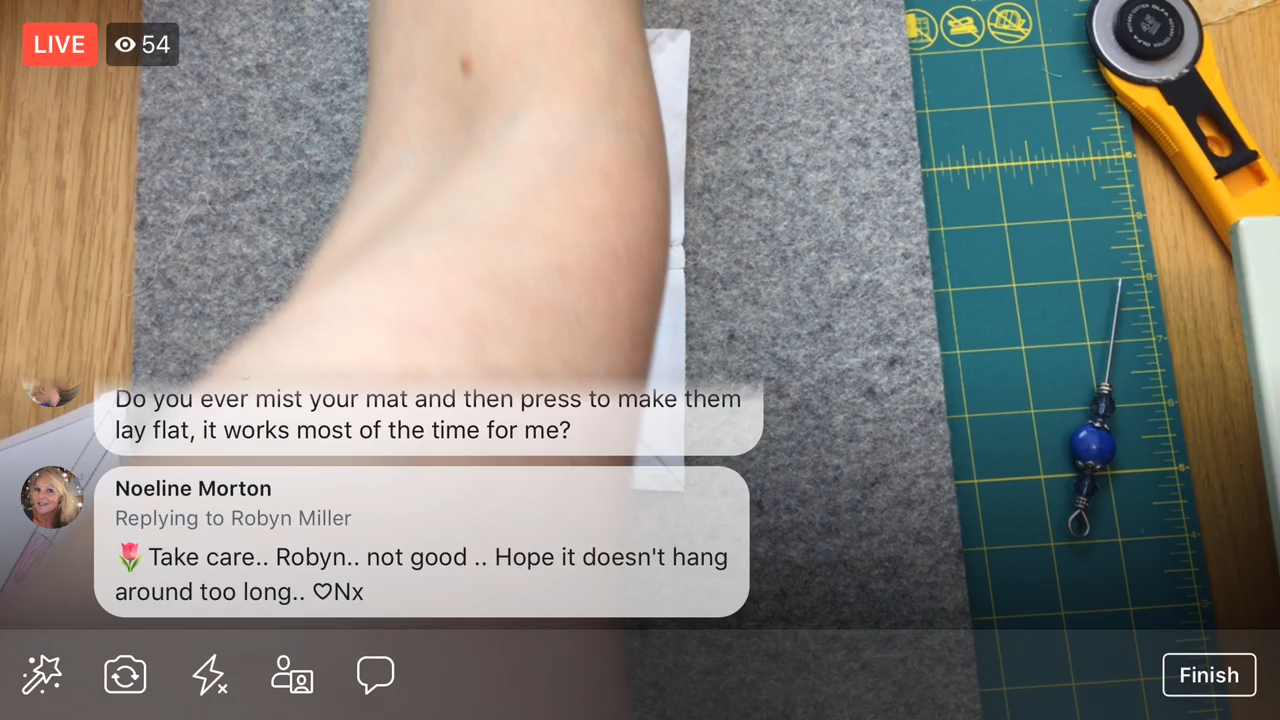 LIVE
54
OLFA
Do you ever mist your mat and then press to make them
lay flat, it works most of the time for me?
Noeline Morton
Replying to Robyn Miller
🌷 Take care.. Robyn.. not good .. Hope it doesn't hang
around too long.. ♡Nx
Finish